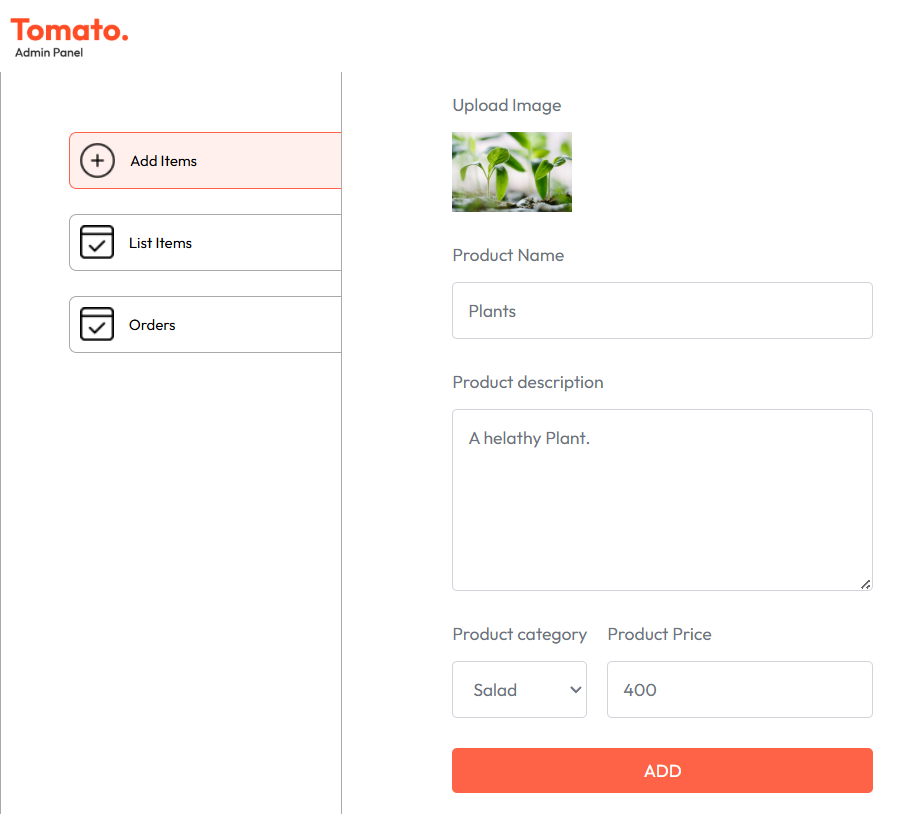 Tomato.
Admin Panel
Add Items
List Items
Orders
Upload Image
Product Name
Plants
Product description
A helathy Plant.
Product category Product Price
Salad 400
ADD